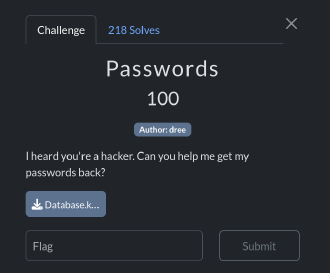 Challenge
218 Solves
Passwords
100
Author: dree
I heard you're a hacker. Can you help me get my
passwords back?
Database.k...
Flag
Submit